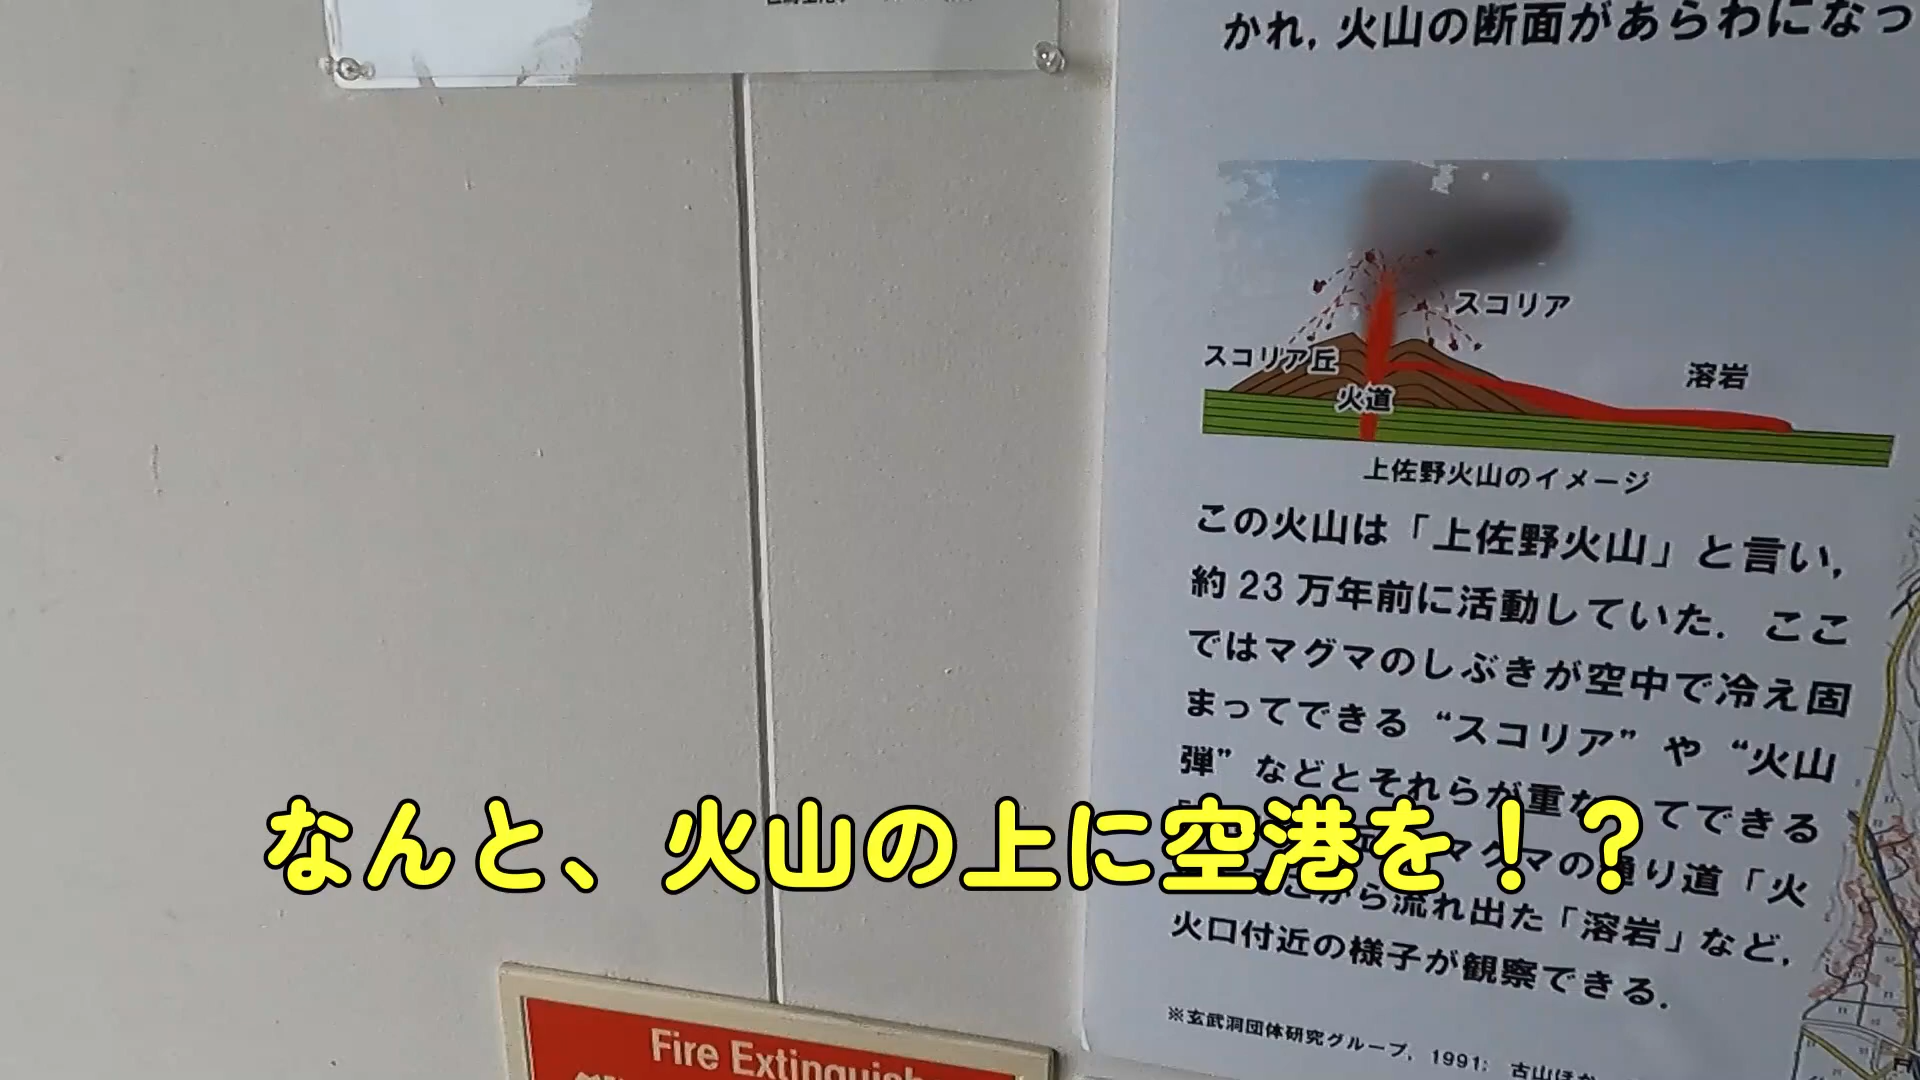 かれ，火山の断面があらわになっ
スコリア
スコリア丘
溶岩
火道
上佐野火山のイメージ
この火山は「上佐野火山」と言い，
約23万年前に活動していた．ここ
ではマグマのしぶきが空中で冷え固
まってできる“スコリア”や“火山
弾”などとそれらが重なってできる
マグマの通り道「火
から流れ出た「溶岩」など，
火口付近の様子が観察できる．
※玄武洞団体研究グループ，1991; 古山ほか
なんと、火山の上に空港を！？
Fire Extinguish